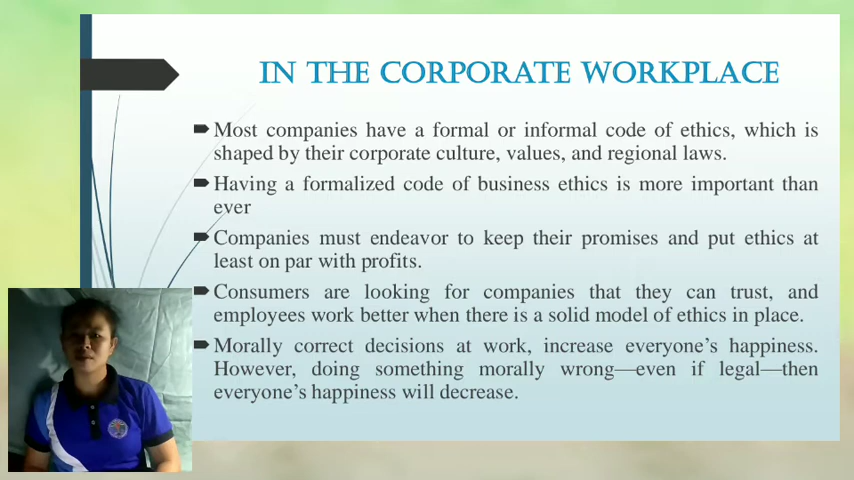 IN THE CORPORATE WORKPLACE
Most companies have a formal or informal code of ethics, which is
shaped by their corporate culture, values, and regional laws.
Having a formalized code of business ethics is more important than
ever
Companies must endeavor to keep their promises and put ethics at
least on par with profits.
Consumers are looking for companies that they can trust, and
employees work better when there is a solid model of ethics in place.
Morally correct decisions at work, increase everyone’s happiness.
However, doing something morally wrong—even if legal—then
everyone’s happiness will decrease.